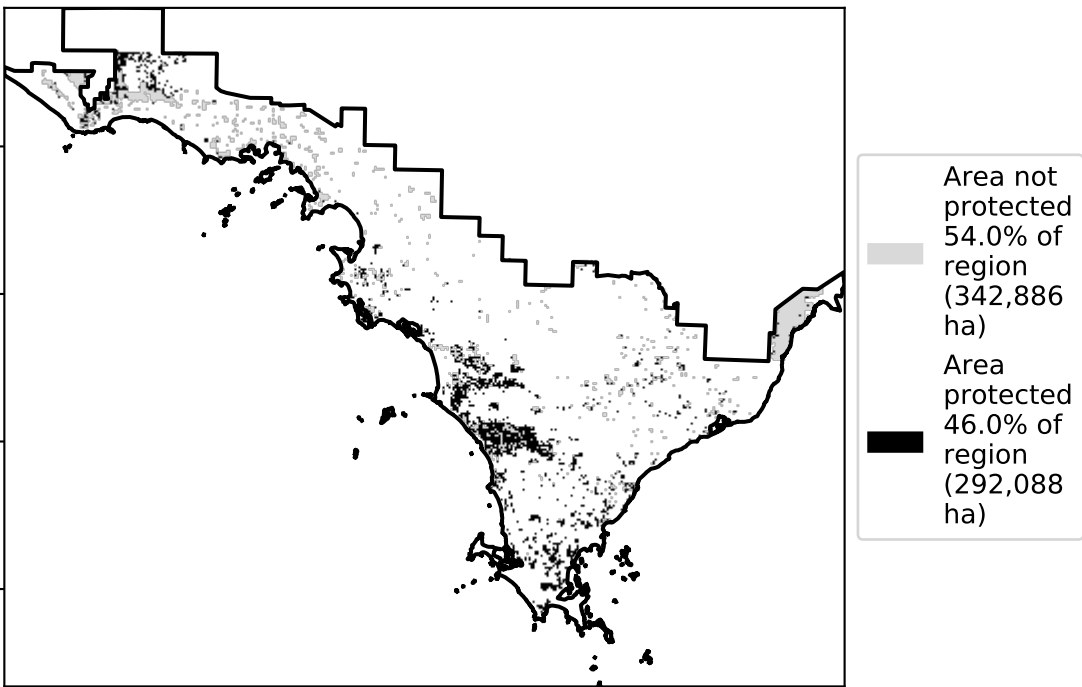 Area not
protected
54.0% of
region
(342,886
ha)
Area
protected
46.0% of
region
(292,088
ha)